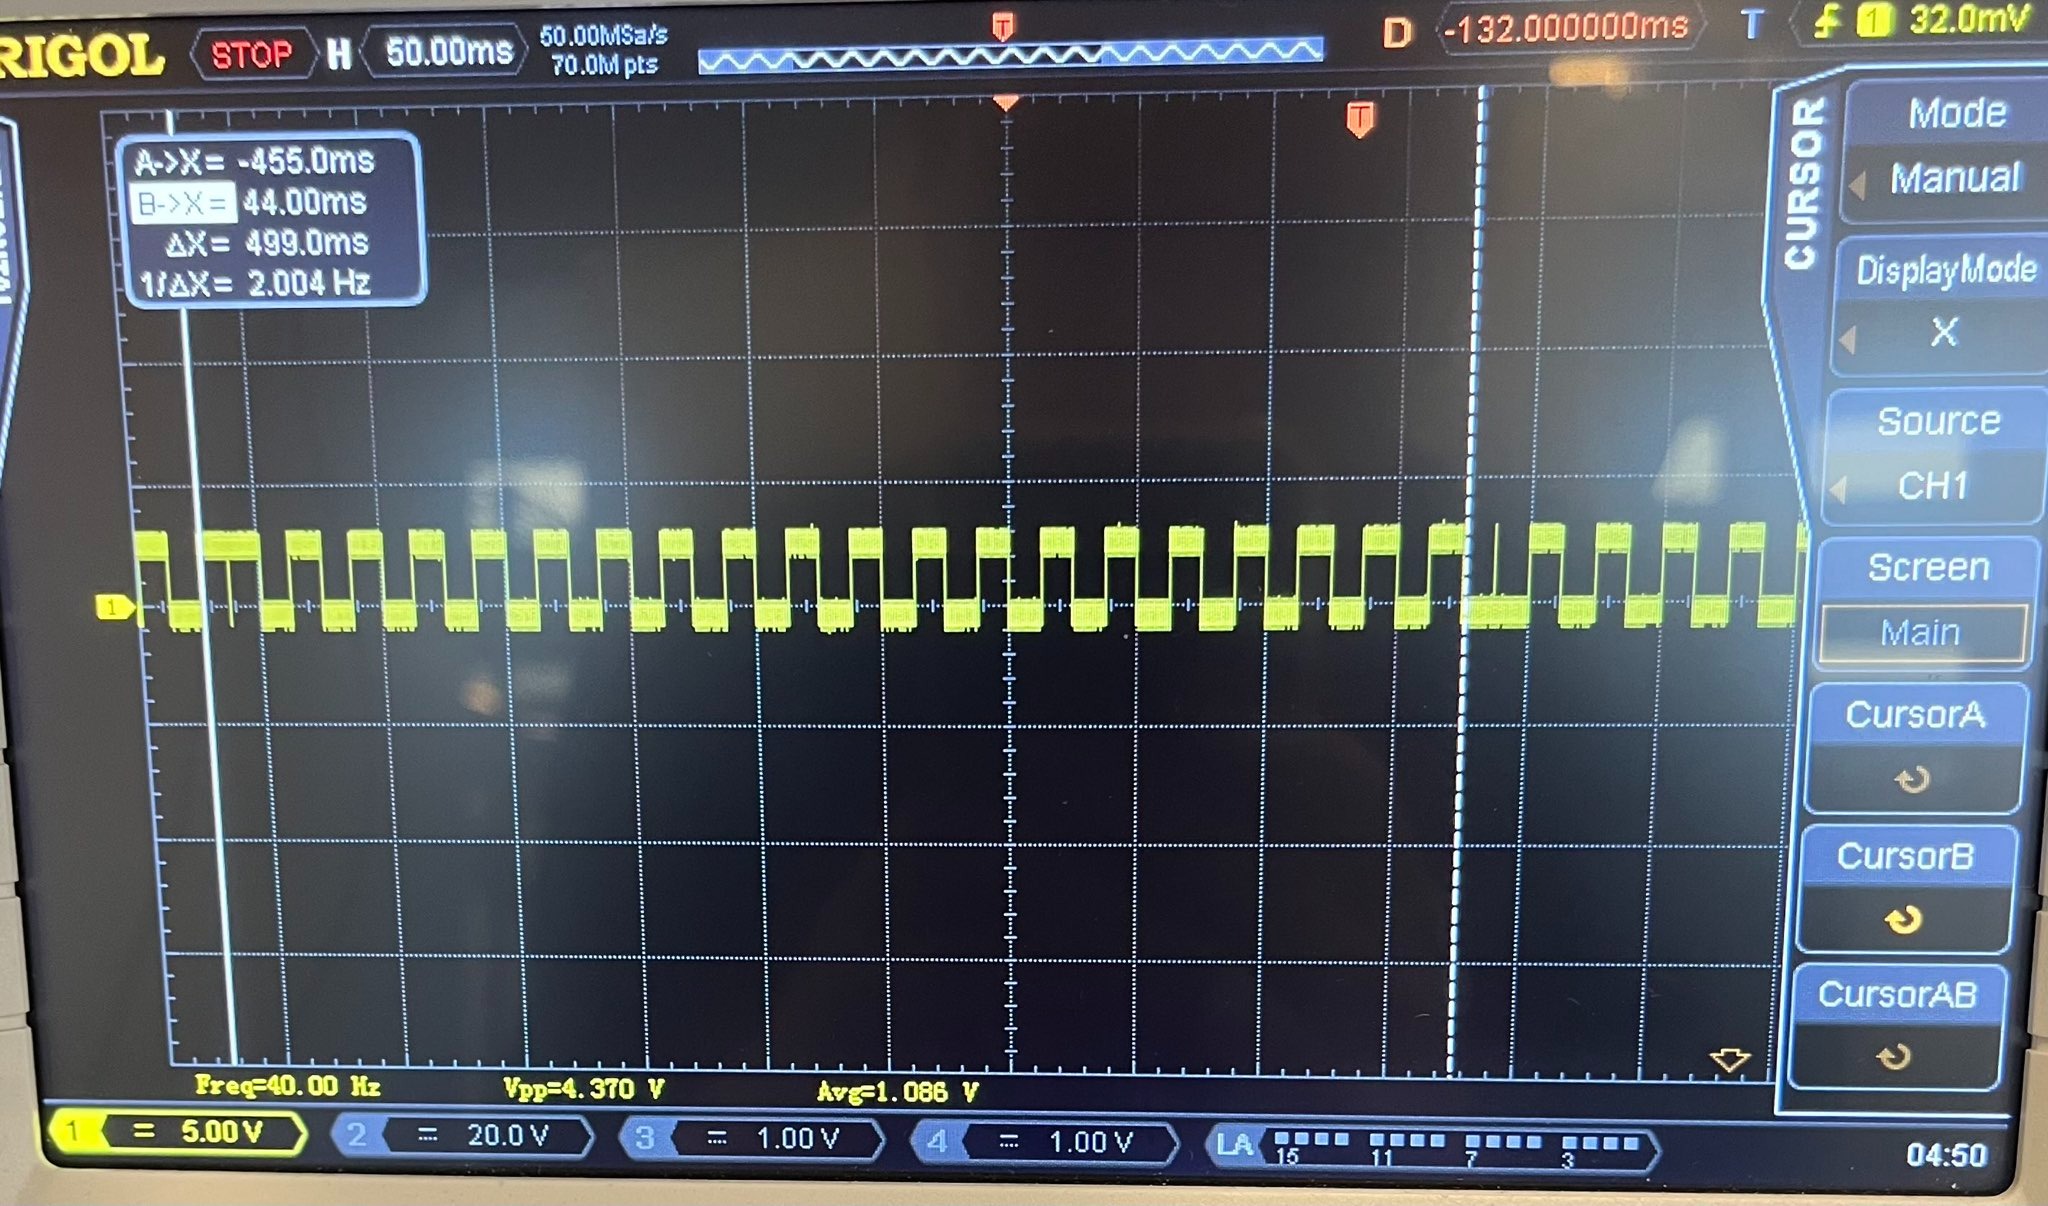 RIGOL STOP H 50.00ms 50.00MSa/s 70.0M pts T D -132.000000ms T 1 32.0mV
T
A->X= -455.0ms
B->X= 44.00ms
ΔX= 499.0ms
1/ΔX= 2.004 Hz
1
CURSOR
Mode
Manual
DisplayMode
X
Source
CH1
Screen
Main
CursorA
CursorB
CursorAB
Freq=40.00 Hz Vpp=4.370 V Avg=1.086 V
1 = 5.00 V 2 20.0 V 3 1.00 V 4 1.00 V LA 15 11 7 3
04:50